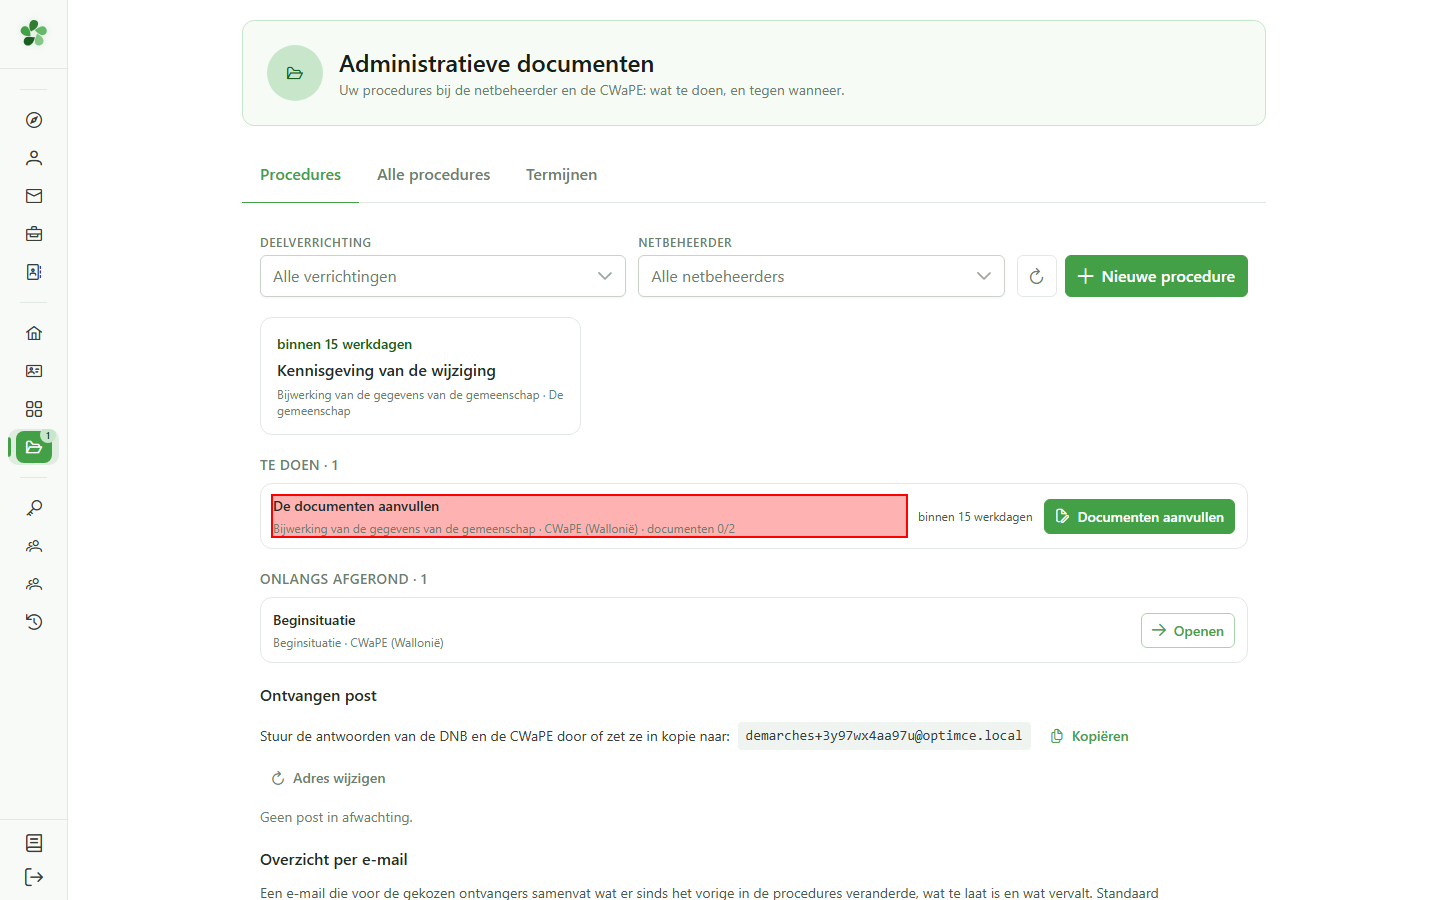 Administratieve documenten
Uw procedures bij de netbeheerder en de CWaPE: wat te doen, en tegen wanneer.
Procedures
Alle procedures
Termijnen
DEELVERRICHTING
NETBEHEERDER
Alle verrichtingen
Alle netbeheerders
Nieuwe procedure
binnen 15 werkdagen
Kennisgeving van de wijziging
Bijwerking van de gegevens van de gemeenschap · De
gemeenschap
1
TE DOEN · 1
De documenten aanvullen
Bijwerking van de gegevens van de gemeenschap · CWaPE (Wallonië) · documenten 0/2
binnen 15 werkdagen
Documenten aanvullen
ONLANGS AFGEROND · 1
Beginsituatie
Beginsituatie · CWaPE (Wallonië)
Openen
Ontvangen post
Stuur de antwoorden van de DNB en de CWaPE door of zet ze in kopie naar:
demarches+3y97wx4aa97u@optimce.local
Kopiëren
Adres wijzigen
Geen post in afwachting.
Overzicht per e-mail
Een e-mail die voor de gekozen ontvangers samenvat wat er sinds het vorige in de procedures veranderde, wat te laat is en wat vervalt. Standaard